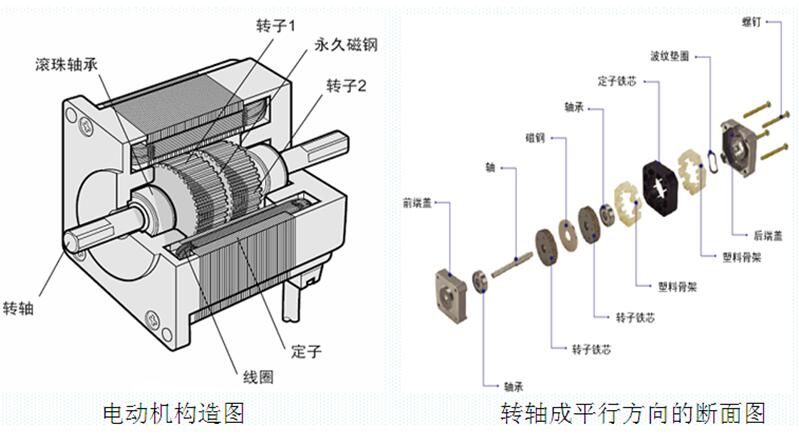 转子1
永久磁钢
滚珠轴承
转子2
转轴
定子
线圈
电动机构造图
螺钉
波纹垫圈
定子铁芯
轴承
磁钢
轴
前端盖
后端盖
塑料骨架
塑料骨架
转子铁芯
转子铁芯
轴承
转轴成平行方向的断面图